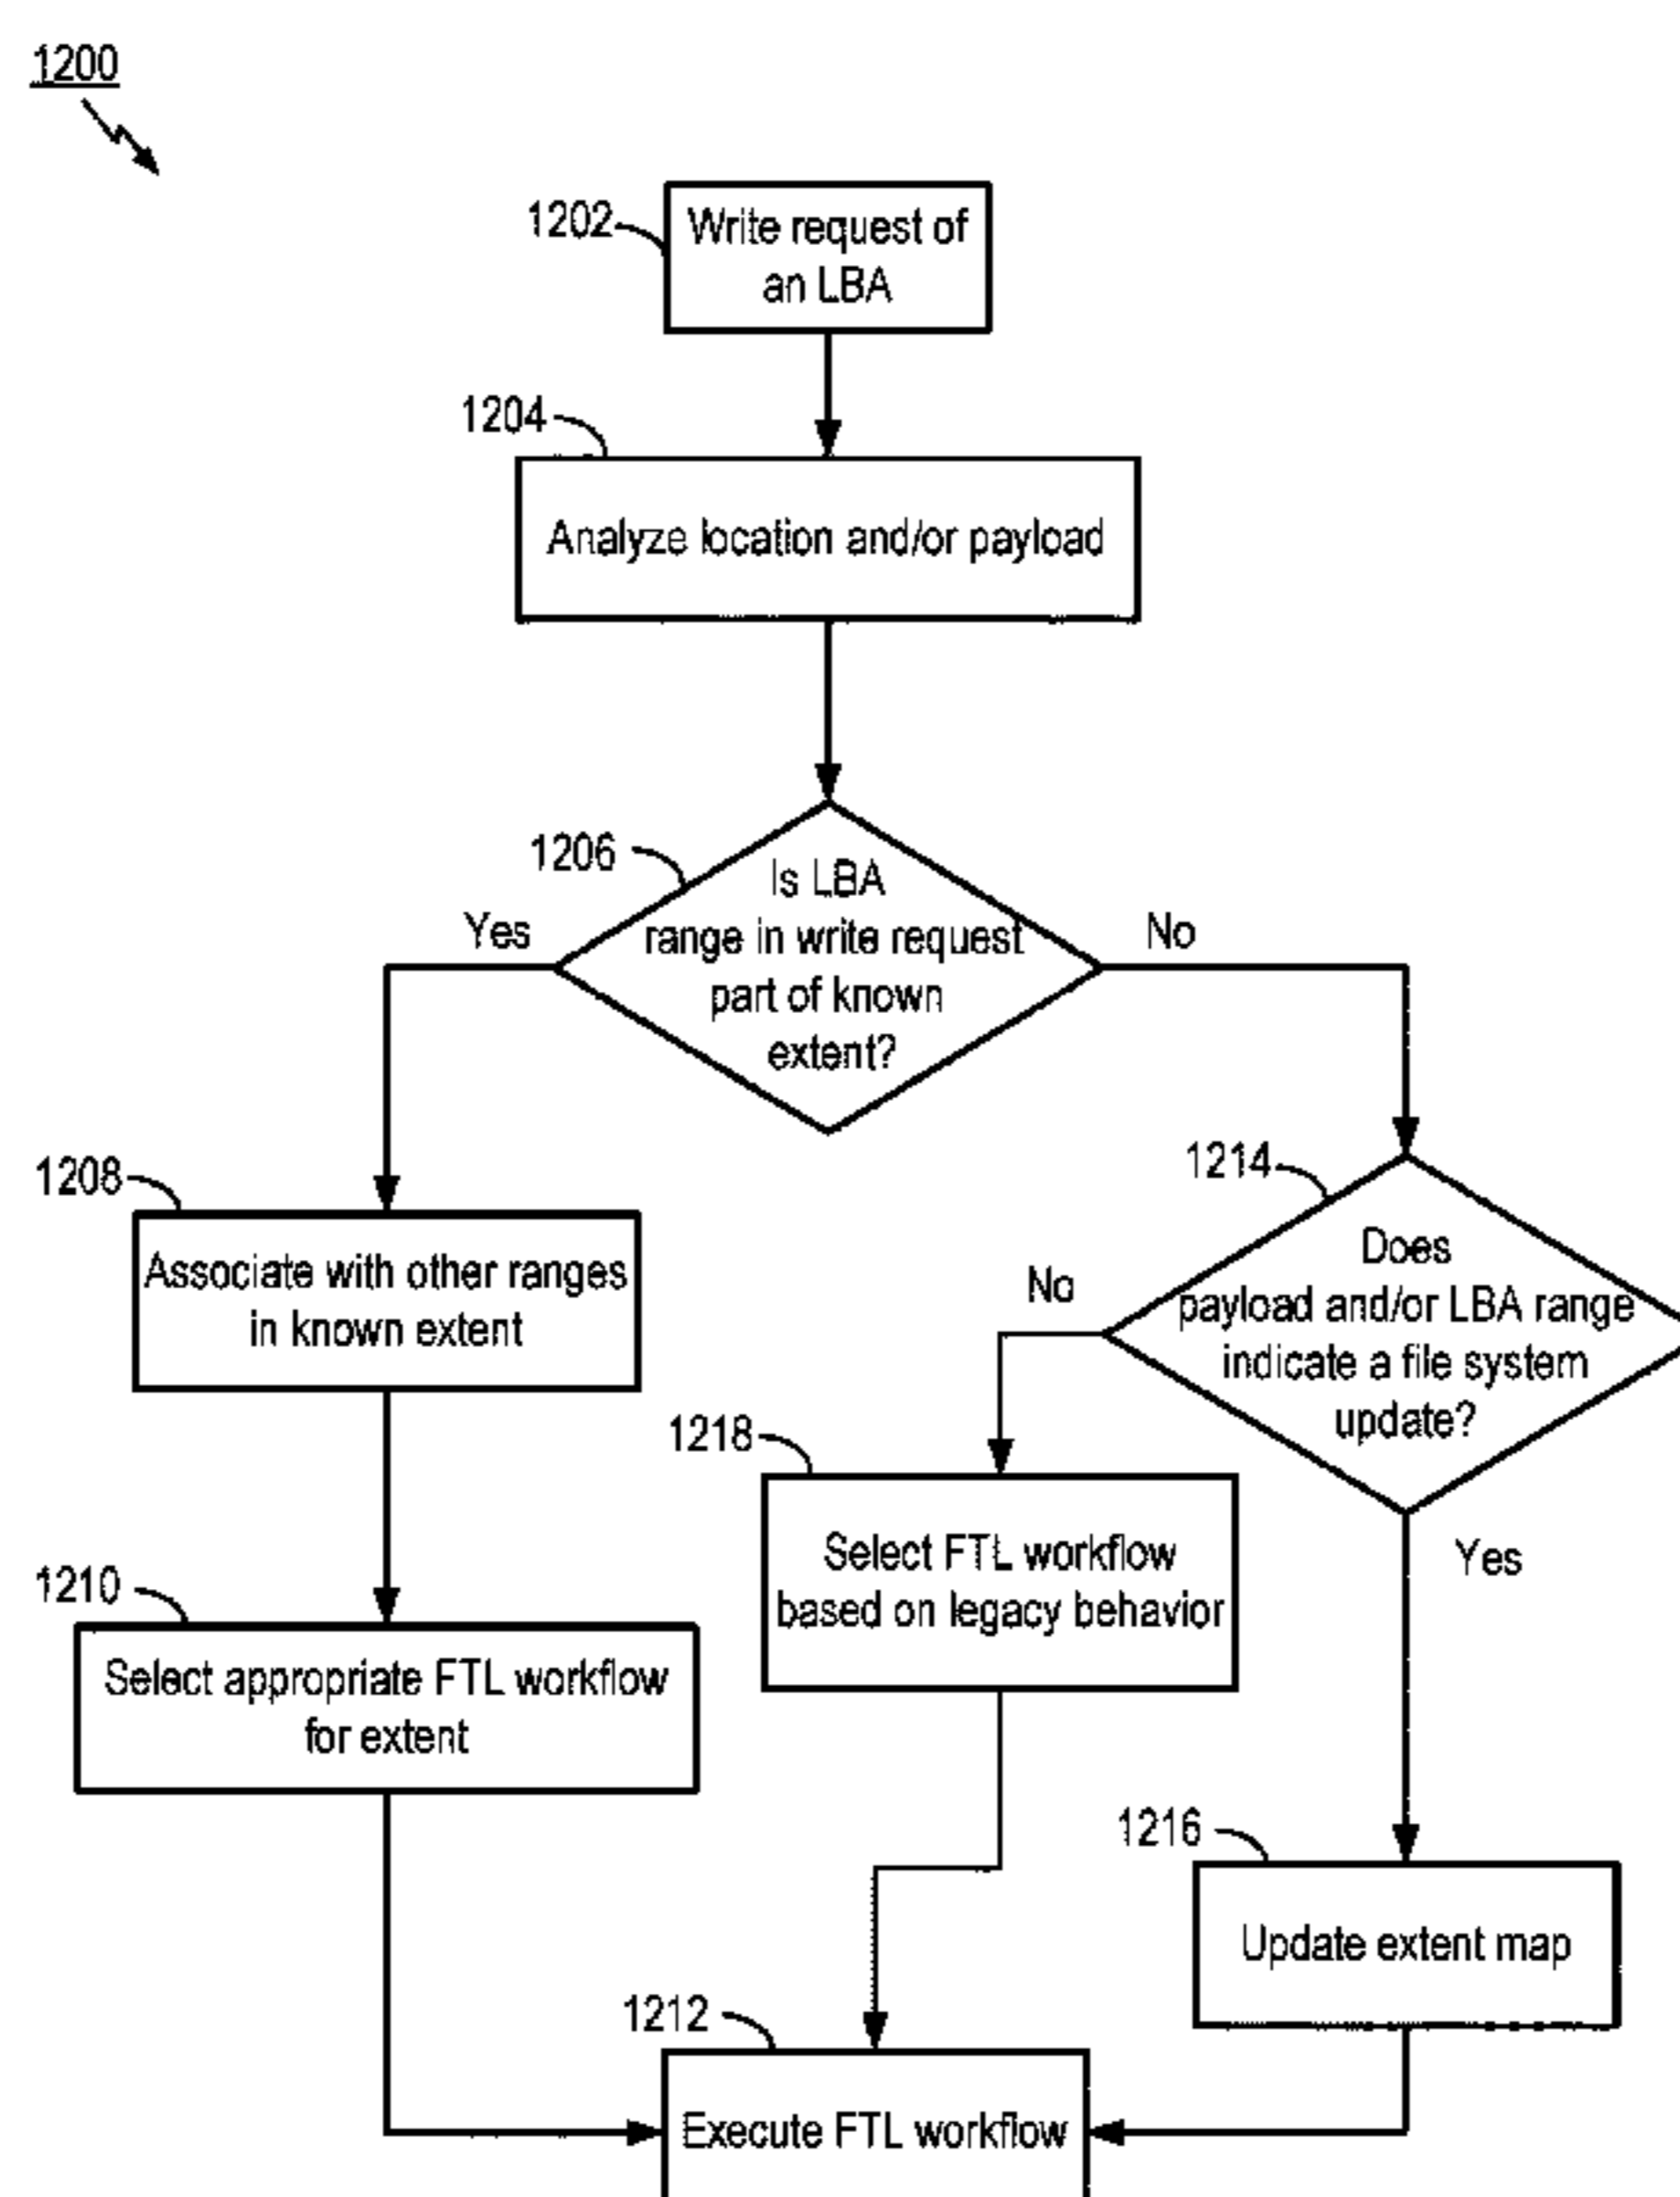 1200
1202
Write request of
an LBA
1204
Analyze location and/or payload
1206
Is LBA
range in write request
part of known
extent?
Yes
No
1208
Associate with other ranges
in known extent
1214
Does
payload and/or LBA range
indicate a file system
update?
No
Yes
1218
Select FTL workflow
based on legacy behavior
1210
Select appropriate FTL workflow
for extent
1216
Update extent map
1212
Execute FTL workflow